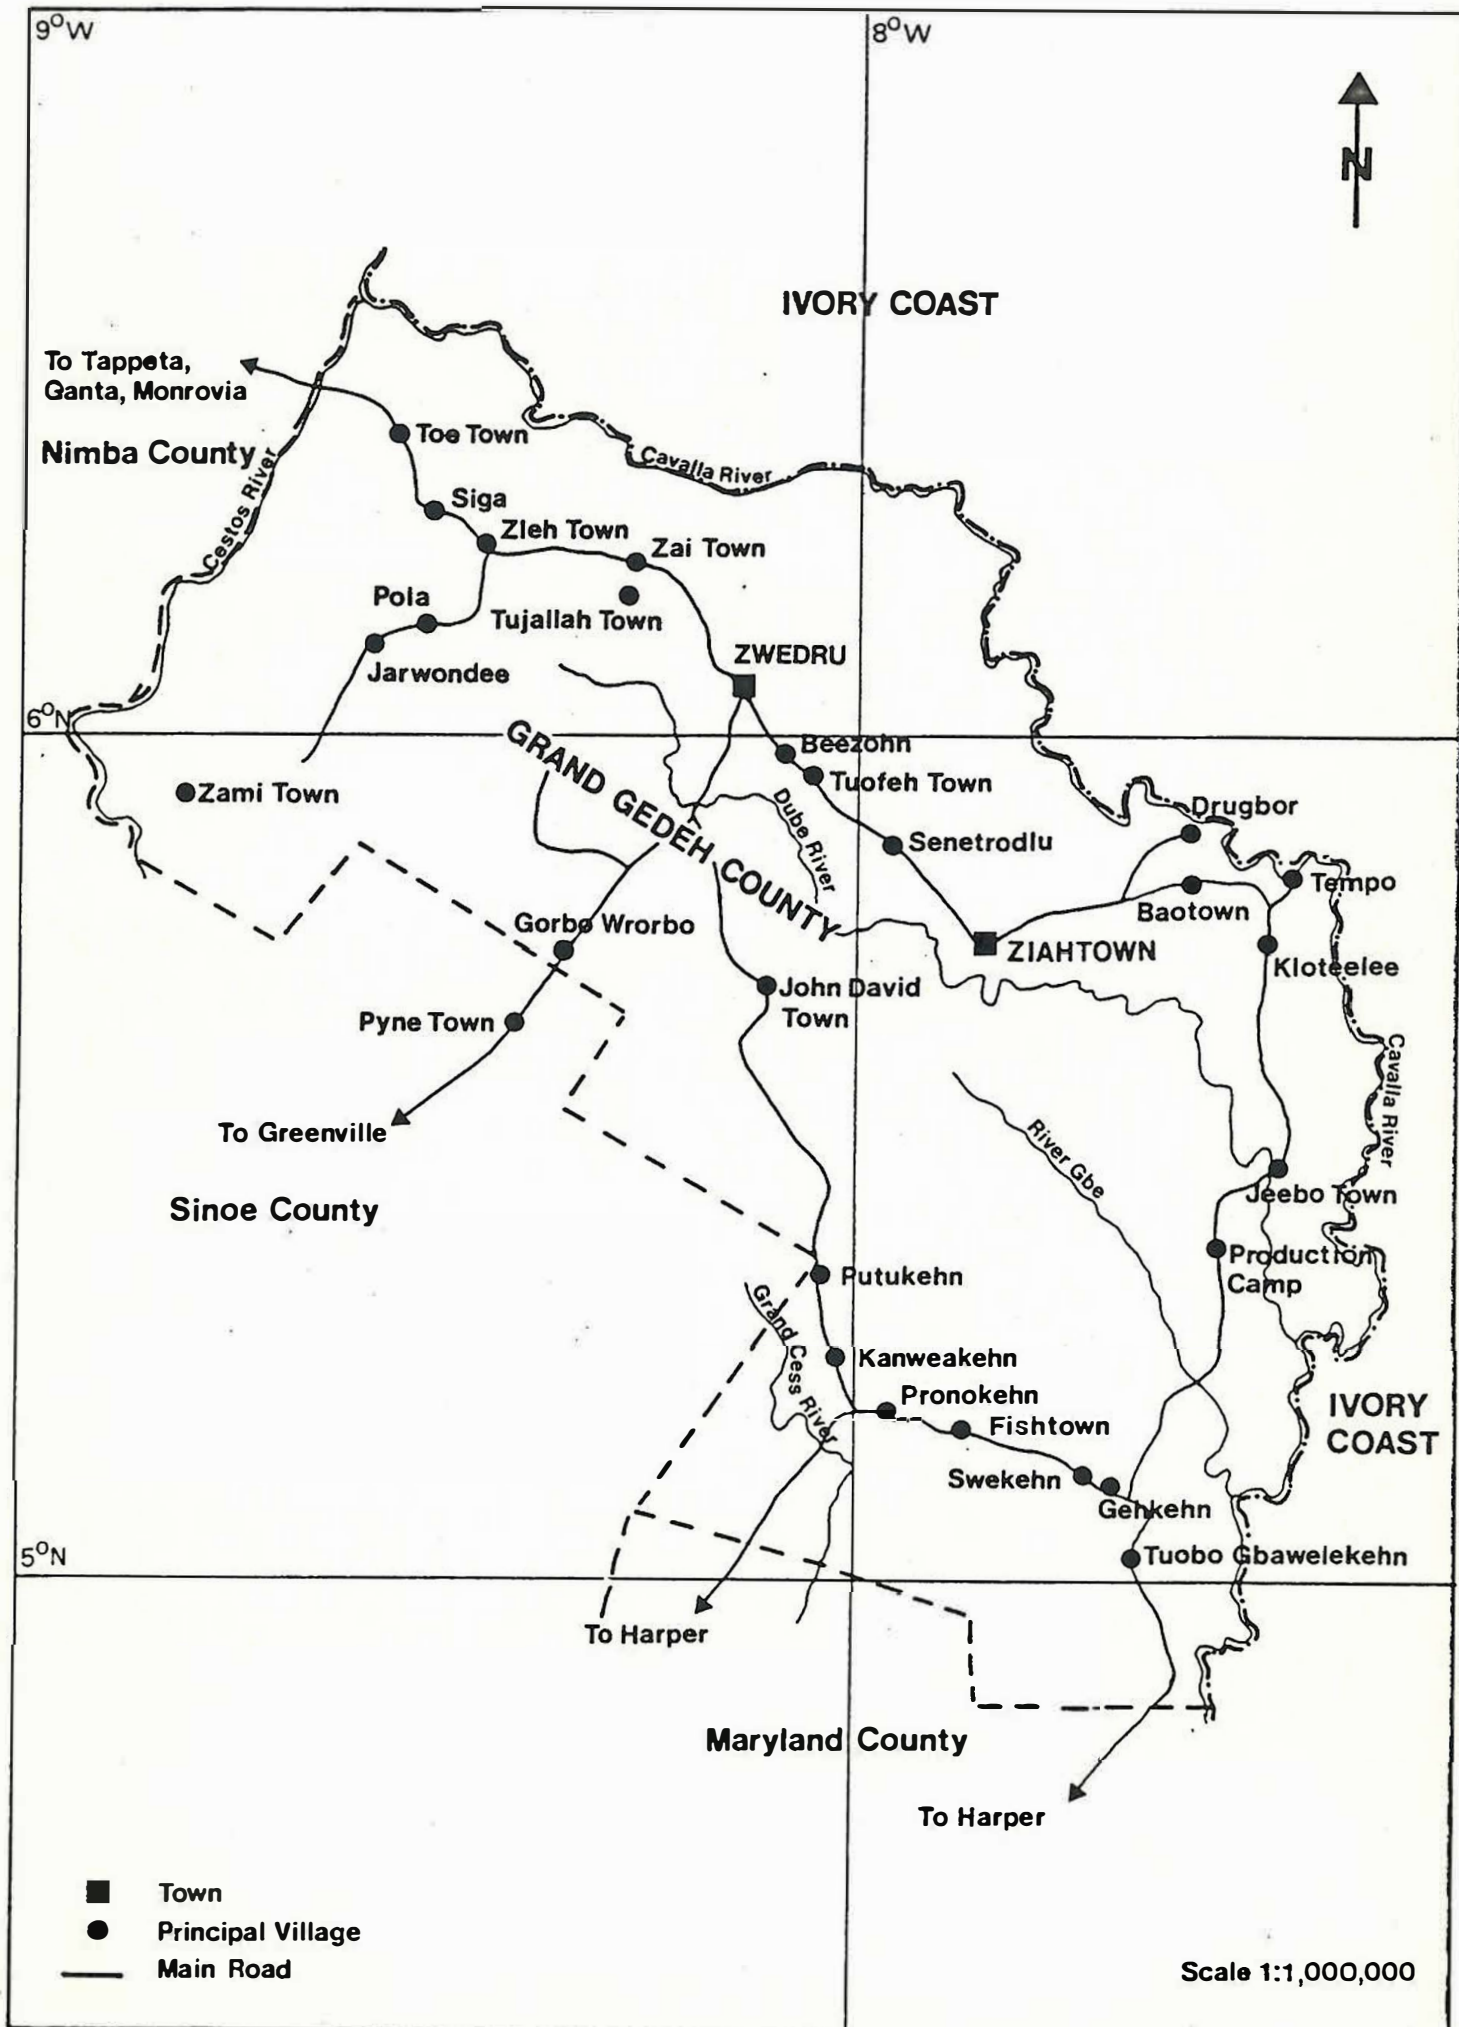 9°W
8°W
N
IVORY COAST
To Tappeta,
Ganta, Monrovia
Nimba County
Toe Town
Cavalla River
Cestos River
Siga
Zleh Town
Zai Town
Pola
Tujallah Town
ZWEDRU
Jarwondee
6°N
GRAND GEDEH COUNTY
Beezohn
Tuofeh Town
Zami Town
Dube River
Drugbor
Senetrodlu
Tempo
Baotown
Gorbo Wrorbo
ZIAHTOWN
Kloteelee
John David
Town
Pyne Town
Cavalla River
To Greenville
River Gbe
Jeebo Town
Sinoe County
Production
Camp
Putukehn
Grand Cess River
Kanweakehn
Pronokehn
IVORY
COAST
Fishtown
Swekehn
Gehkehn
5°N
Tuobo Gbawelekehn
To Harper
Maryland County
To Harper
Town
Principal Village
Main Road
Scale 1:1,000,000